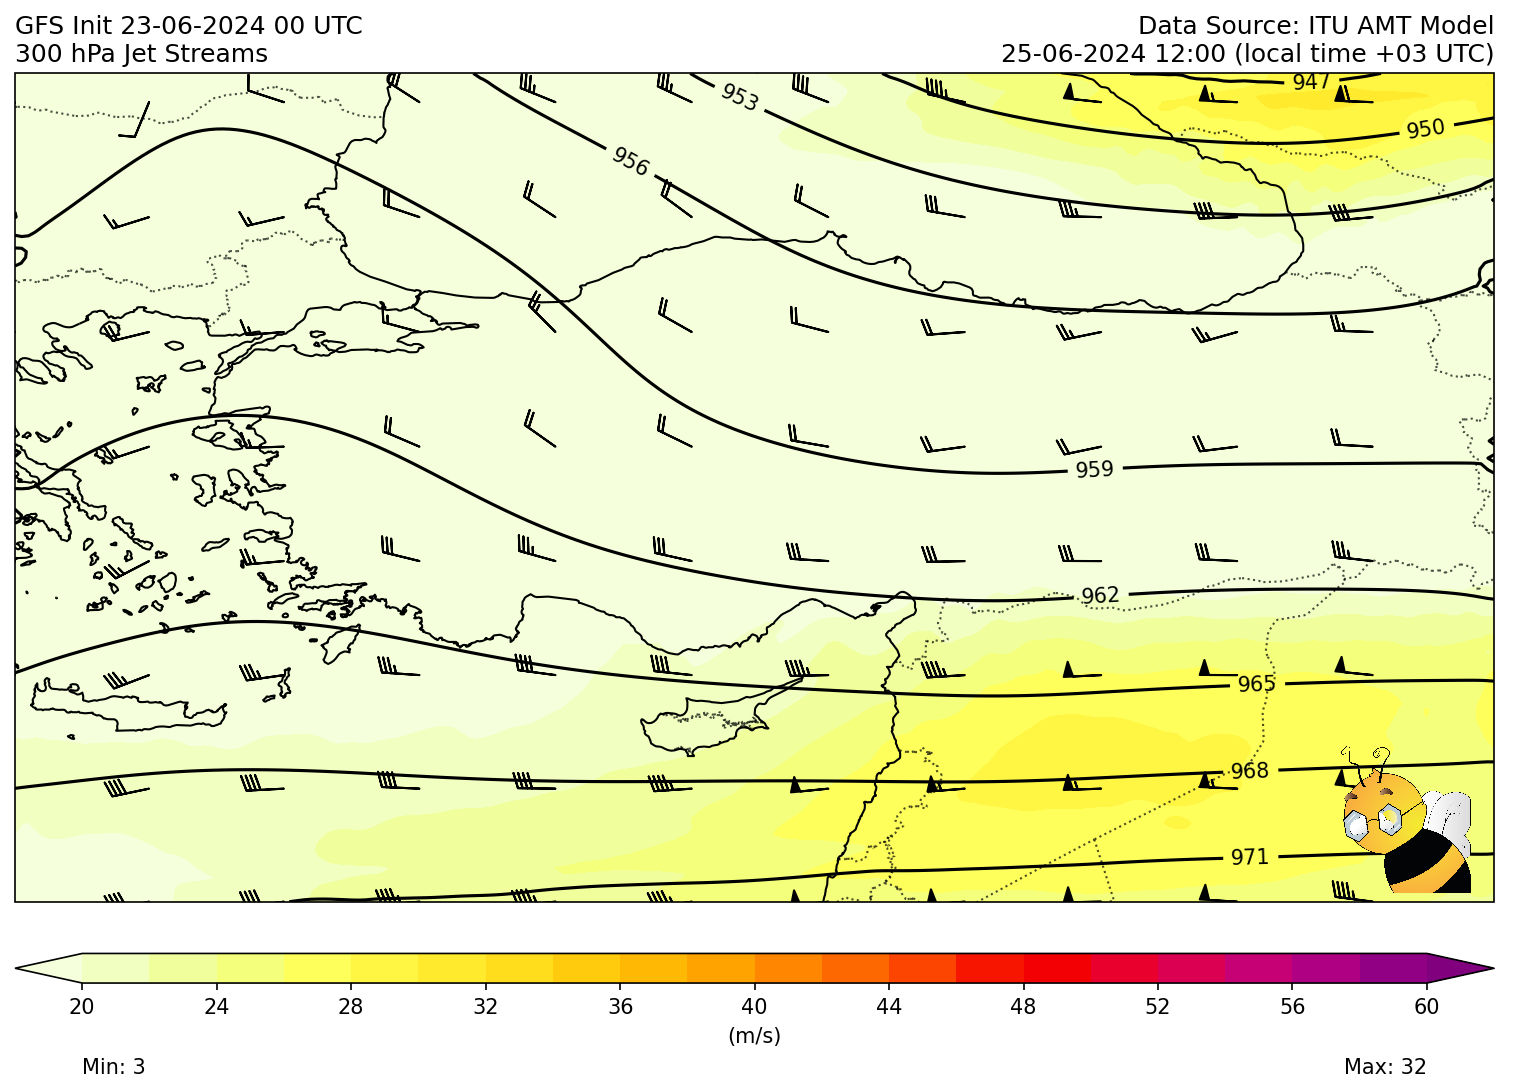 GFS Init 23-06-2024 00 UTC
300 hPa Jet Streams
Data Source: ITU AMT Model
25-06-2024 12:00 (local time +03 UTC)
947
953
950
956
959
962
965
968
971
20 24 28 32 36 40 44 48 52 56 60
(m/s)
Min: 3
Max: 32